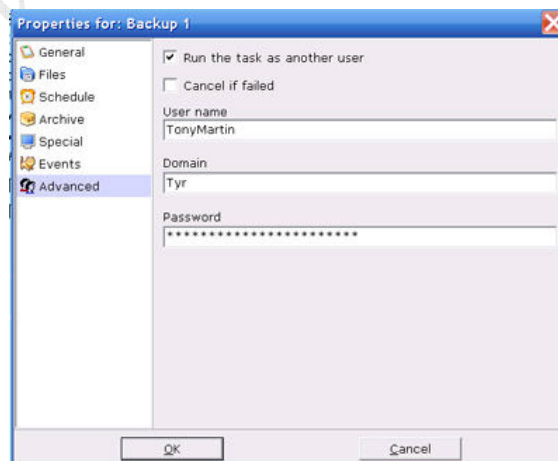 Properties for: Backup 1
General
Files
Schedule
Archive
Special
Events
Advanced
Run the task as another user
Cancel if failed
User name
TonyMartin
Domain
Tyr
Password
***********************
OK
Cancel